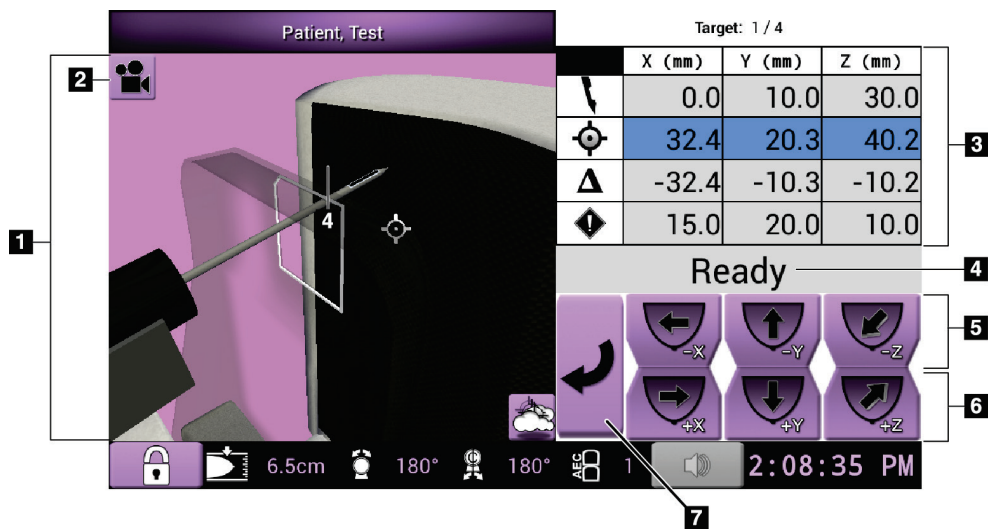 Patient, Test
Target: 1 / 4
X (mm) Y (mm) Z (mm)
0.0 10.0 30.0
32.4 20.3 40.2
Δ -32.4 -10.3 -10.2
! 15.0 20.0 10.0
Ready
-X -Y -Z
+X +Y +Z
4
6.5cm 180° C 180° AEC 1 2:08:35 PM
1
2
3
4
5
6
7